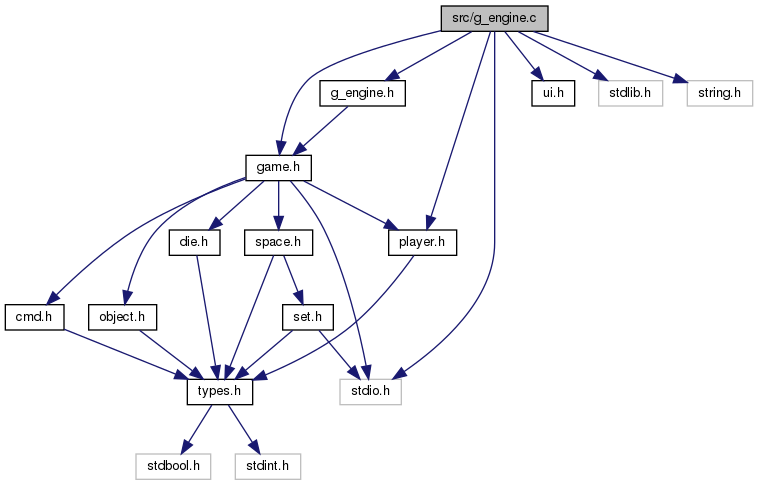 src/g_engine.c
g_engine.h
ui.h
stdlib.h
string.h
game.h
die.h
space.h
player.h
cmd.h
object.h
set.h
types.h
stdio.h
stdbool.h
stdint.h